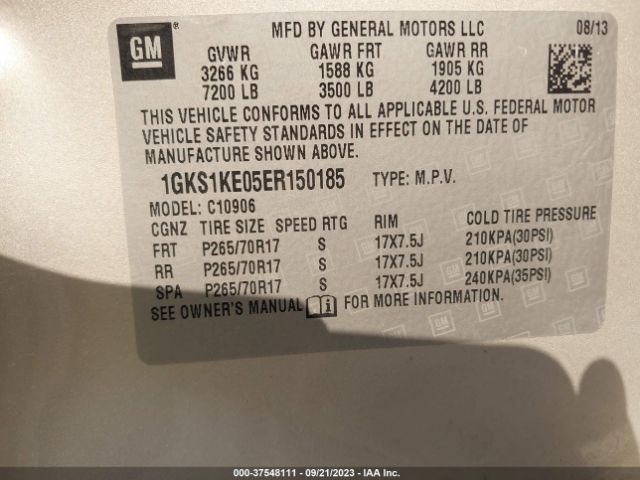 GM
MFD BY GENERAL MOTORS LLC 08/13
GVWR GAWR FRT GAWR RR
3266 KG 1588 KG 1905 KG
7200 LB 3500 LB 4200 LB
THIS VEHICLE CONFORMS TO ALL APPLICABLE U.S. FEDERAL MOTOR
VEHICLE SAFETY STANDARDS IN EFFECT ON THE DATE OF
MANUFACTURE SHOWN ABOVE.
1GKS1KE05ER150185 TYPE: M.P.V.
MODEL: C10906
CGNZ TIRE SIZE SPEED RTG RIM COLD TIRE PRESSURE
FRT P265/70R17 S 17X7.5J 210KPA(30PSI)
RR P265/70R17 S 17X7.5J 210KPA(30PSI)
SPA P265/70R17 S 17X7.5J 240KPA(35PSI)
SEE OWNER'S MANUAL i FOR MORE INFORMATION.
000-37548111 - 09/21/2023 - IAA Inc.